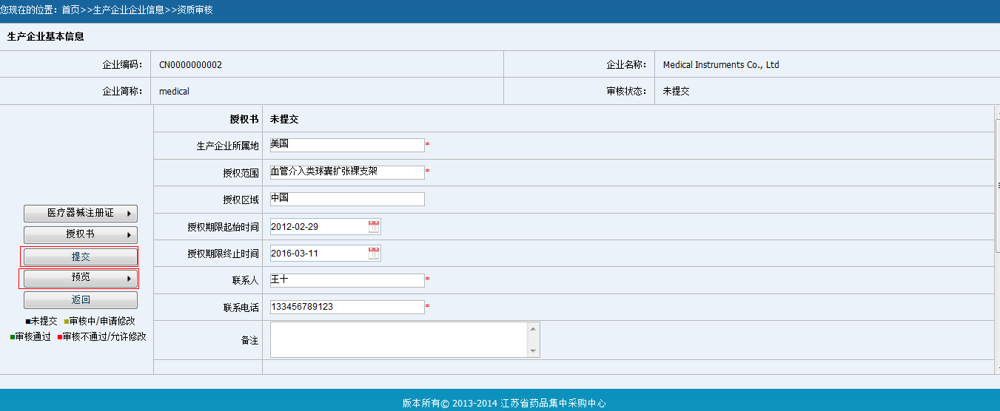 您现在的位置：首页>>生产企业企业信息>>资质审核
生产企业基本信息
企业编码： CN0000000002 企业名称： Medical Instruments Co., Ltd
企业简称： medical 审核状态： 未提交
授权书 未提交
生产企业所属地 美国 *
授权范围 血管介入类球囊扩张裸支架 *
授权区域 中国
授权期限起始时间 2012-02-29
授权期限终止时间 2016-03-11
联系人 王十 *
联系电话 133456789123 *
备注
医疗器械注册证
授权书
提交
预览
返回
■未提交 ■审核中/申请修改
■审核通过 ■审核不通过/允许修改
版本所有© 2013-2014 江苏省药品集中采购中心